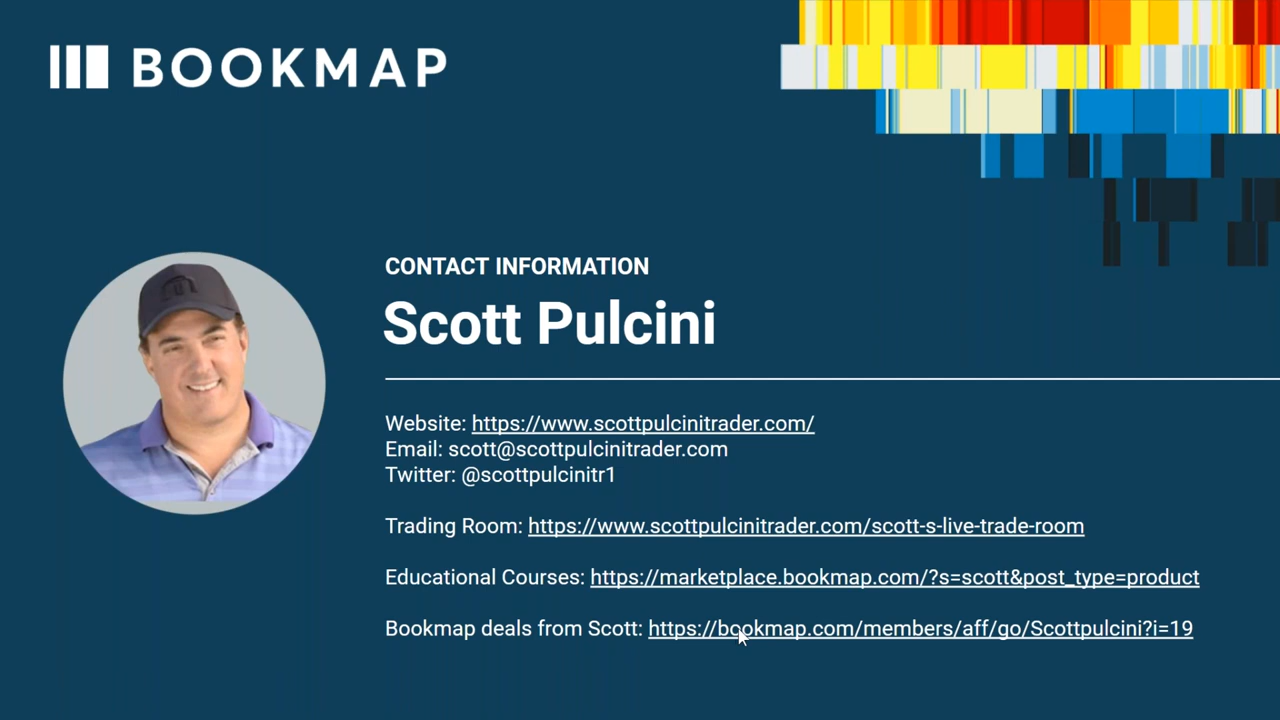 BOOKMAP
CONTACT INFORMATION
Scott Pulcini
Website: https://www.scottpulcinitrader.com/
Email: scott@scottpulcinitrader.com
Twitter: @scottpulcinitr1
Trading Room: https://www.scottpulcinitrader.com/scott-s-live-trade-room
Educational Courses: https://marketplace.bookmap.com/?s=scott&post_type=product
Bookmap deals from Scott: https://bookmap.com/members/aff/go/Scottpulcini?i=19